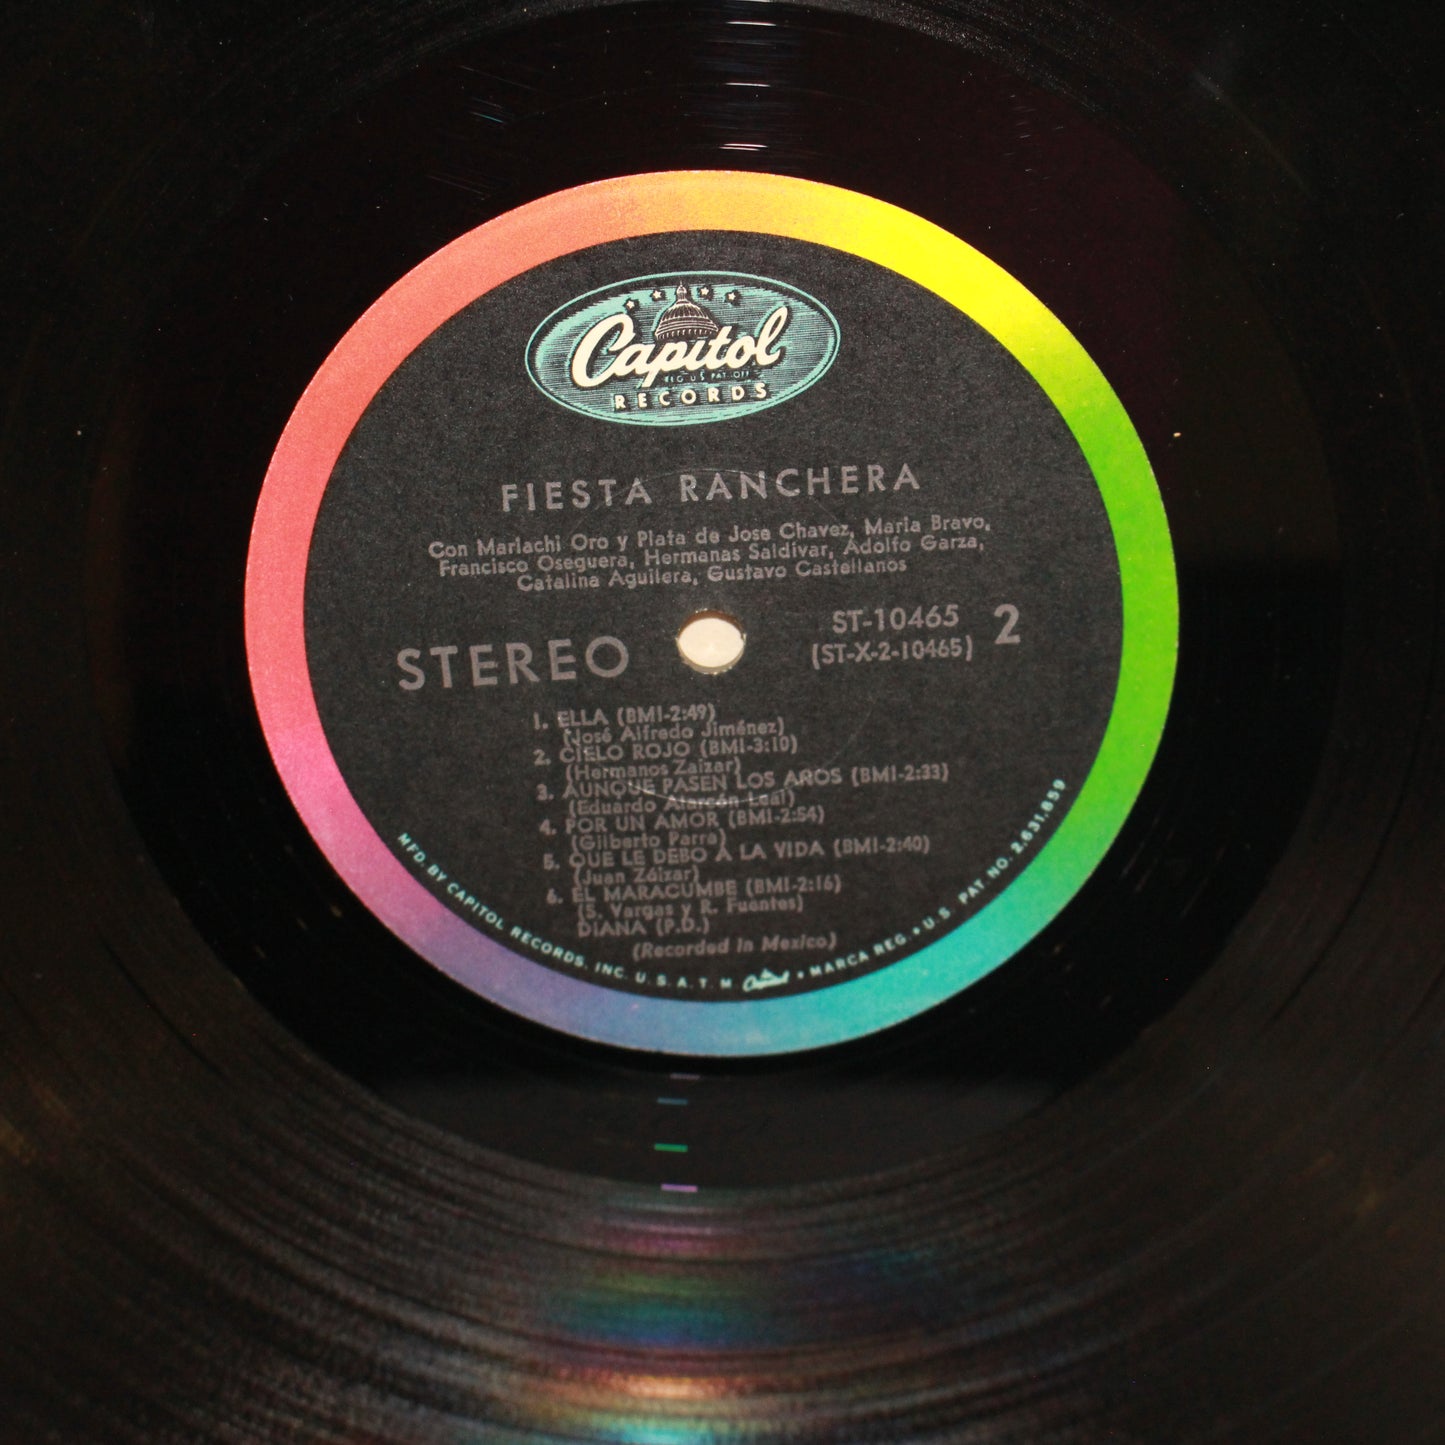 Capitol
REG. U.S. PAT. OFF.
RECORDS
FIESTA RANCHERA
Con Mariachi Oro y Plata de Jose Chavez, Maria Bravo,
Francisco Oseguera, Hermanas Saldivar, Adolfo Garza,
Catalina Aguilera, Gustavo Castellanos
STEREO
ST-10465 2
(ST-X-2-10465)
1. ELLA (BMI-2:49)
(José Alfredo Jiménez)
2. CIELO ROJO (BMI-3:10)
(Hermanos Zaizar)
3. AUNQUE PASEN LOS AÑOS (BMI-2:33)
(Eduardo Alarcón Leal)
4. POR UN AMOR (BMI-2:54)
(Gilberto Parra)
5. QUE LE DEBO A LA VIDA (BMI-2:40)
(Juan Záizar)
6. EL MARACUMBE (BMI-2:16)
(S. Vargas y R. Fuentes)
DIANA (P.D.)
(Recorded in Mexico)
MFD. BY CAPITOL RECORDS, INC. U.S.A. T.M. Capitol • MARCA REG. • U.S. PAT. NO. 2,631,859